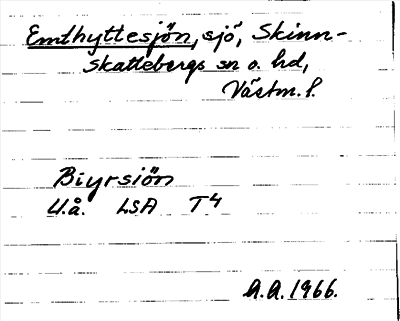 Emthyttesjön, sjö, Skinn-
skattebergs sn o. hd,
Västm. l.
Biyrsiön
U.å. LSA T4
A.A. 1966.